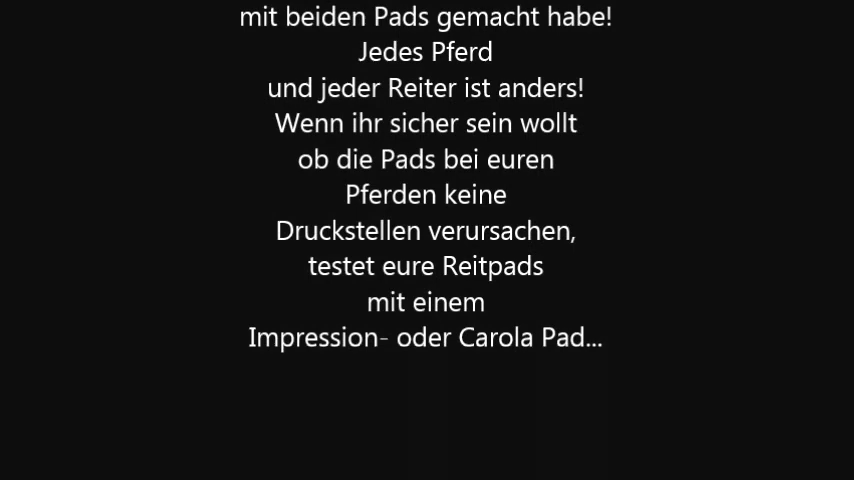 mit beiden Pads gemacht habe!
Jedes Pferd
und jeder Reiter ist anders!
Wenn ihr sicher sein wollt
ob die Pads bei euren
Pferden keine
Druckstellen verursachen,
testet eure Reitpads
mit einem
Impression- oder Carola Pad...